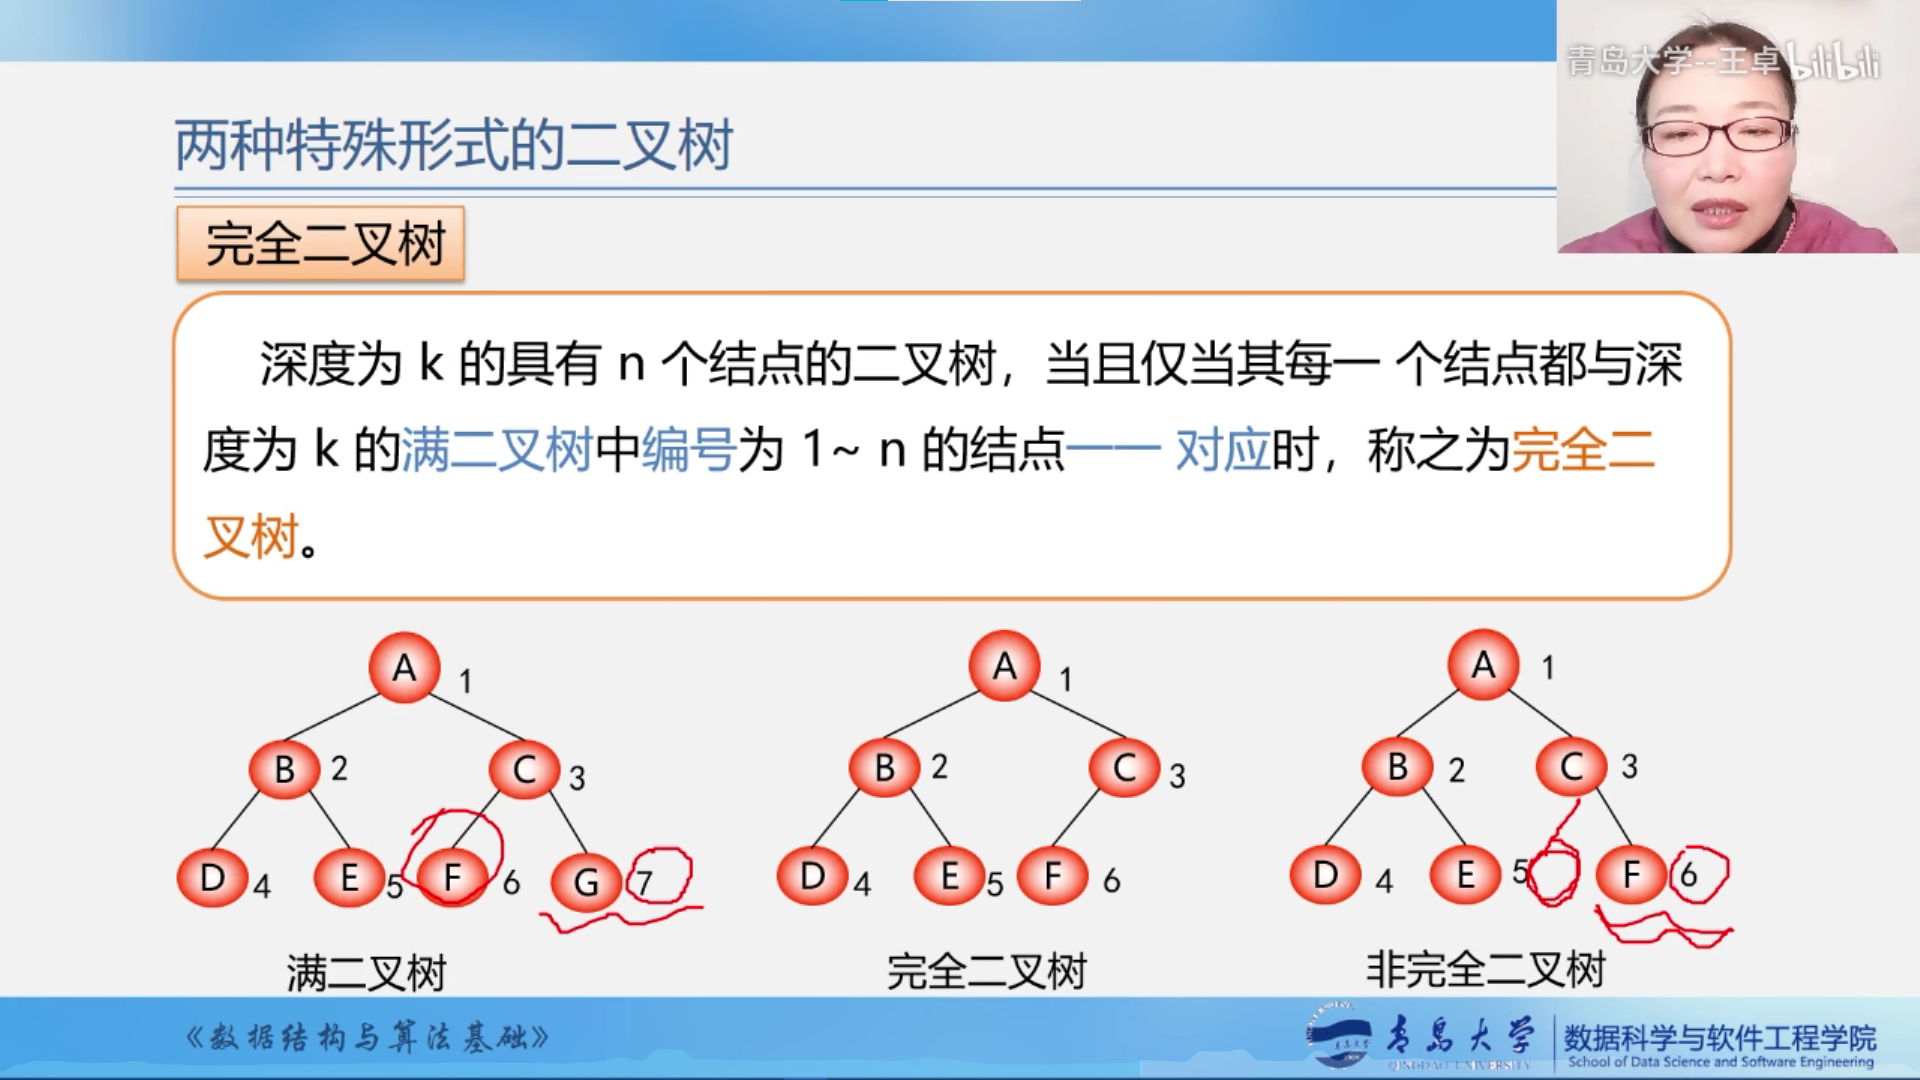 青岛大学--王卓 bilibili
两种特殊形式的二叉树
完全二叉树
深度为 k 的具有 n 个结点的二叉树，当且仅当其每一 个结点都与深
度为 k 的满二叉树中编号为 1~ n 的结点一一 对应时，称之为完全二
叉树。
A 1
B 2
C 3
D 4
E 5
F 6
G 7
满二叉树
A 1
B 2
C 3
D 4
E 5
F 6
完全二叉树
A 1
B 2
C 3
D 4
E 5
F 6
非完全二叉树
《数据结构与算法基础》
青岛大学
QINGDAO UNIVERSITY
数据科学与软件工程学院
School of Data Science and Software Engineering